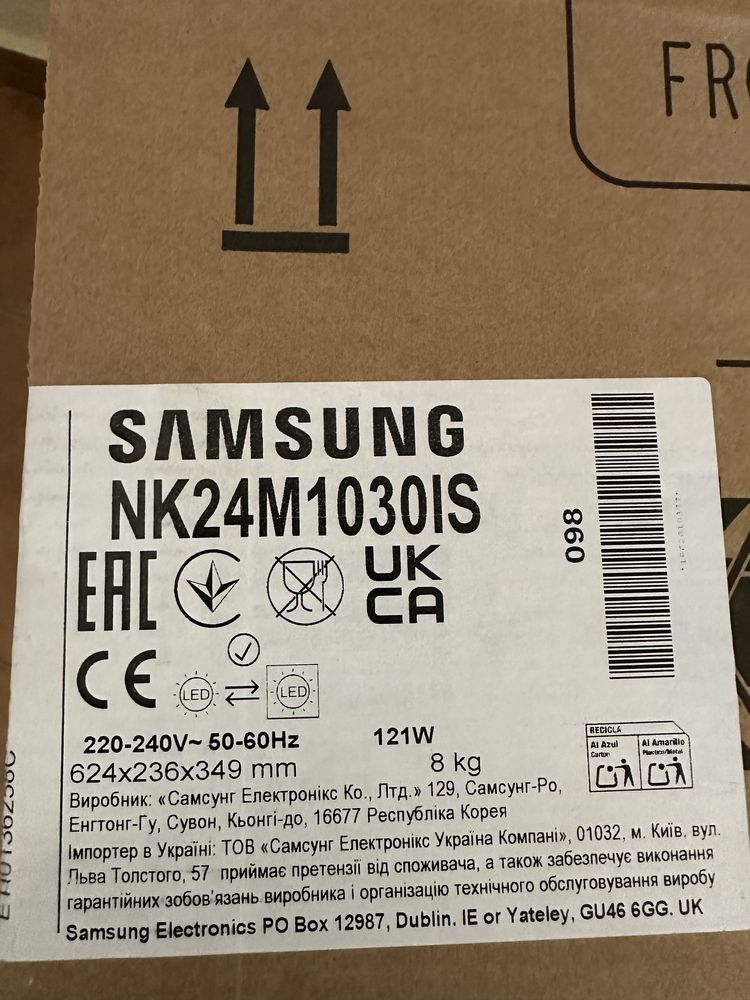 FR
SAMSUNG
NK24M1030IS
EAC
UK
CA
CE
LED
LED
098
220-240V~ 50-60Hz
121W
624x236x349 mm
8 kg
RECICLA
Al Azul
Carton
Al Amarillo
Plastico/Metal
Виробник: «Самсунг Електронікс Ко., Лтд.» 129, Самсунг-Ро,
Енгтонг-Гу, Сувон, Кьонгі-до, 16677 Республіка Корея
Імпортер в Україні: ТОВ «Самсунг Електронікс Україна Компані», 01032, м. Київ, вул.
Льва Толстого, 57 приймає претензії від споживача, а також забезпечує виконання
гарантійних зобов'язань виробника і організацію технічного обслуговування виробу
Samsung Electronics PO Box 12987, Dublin. IE or Yateley, GU46 6GG. UK